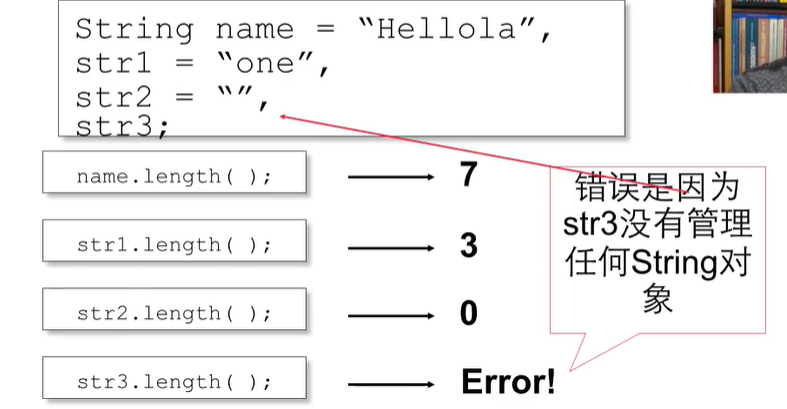 String name = “Hellola”,
str1 = “one”,
str2 = “”,
str3;
name.length( );
7
str1.length( );
3
str2.length( );
0
str3.length( );
Error!
错误是因为
str3没有管理
任何String对
象